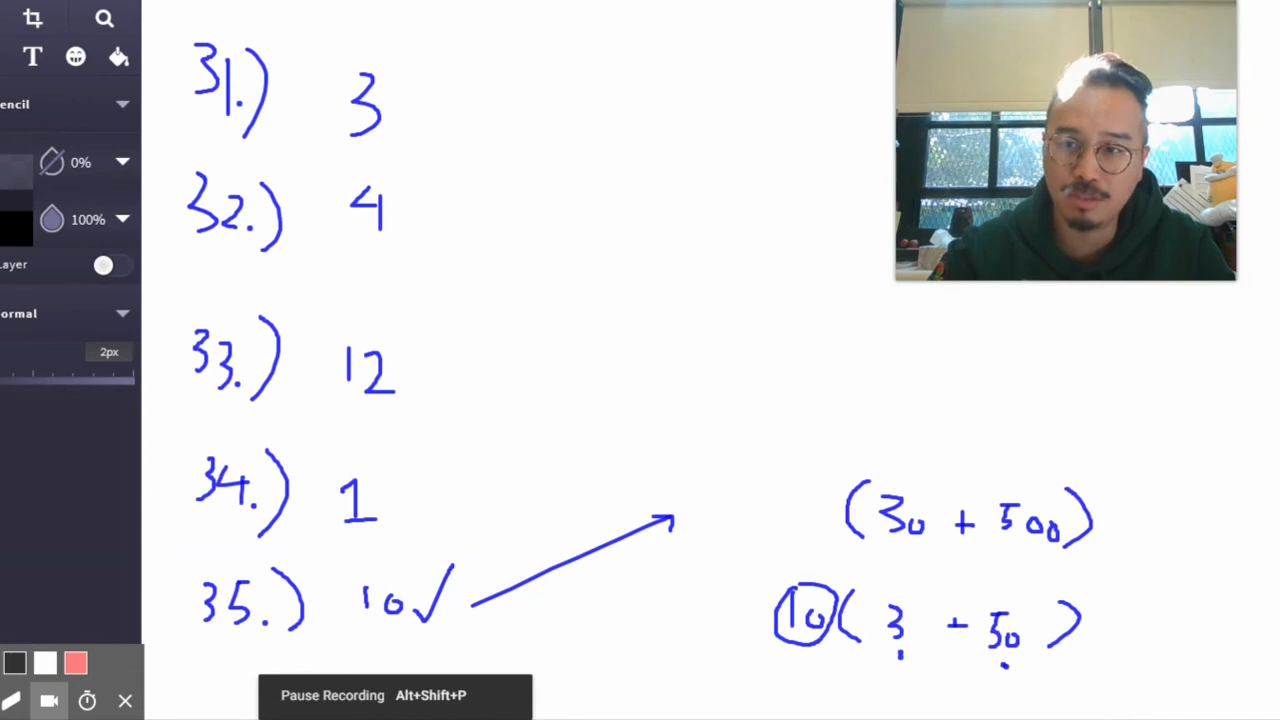 T
encil
0%
100%
Layer
ormal
2px
31.) 3
32.) 4
33.) 12
34.) 1
35.) 10✓
(30 + 500)
10(3 + 50)
Pause Recording Alt+Shift+P